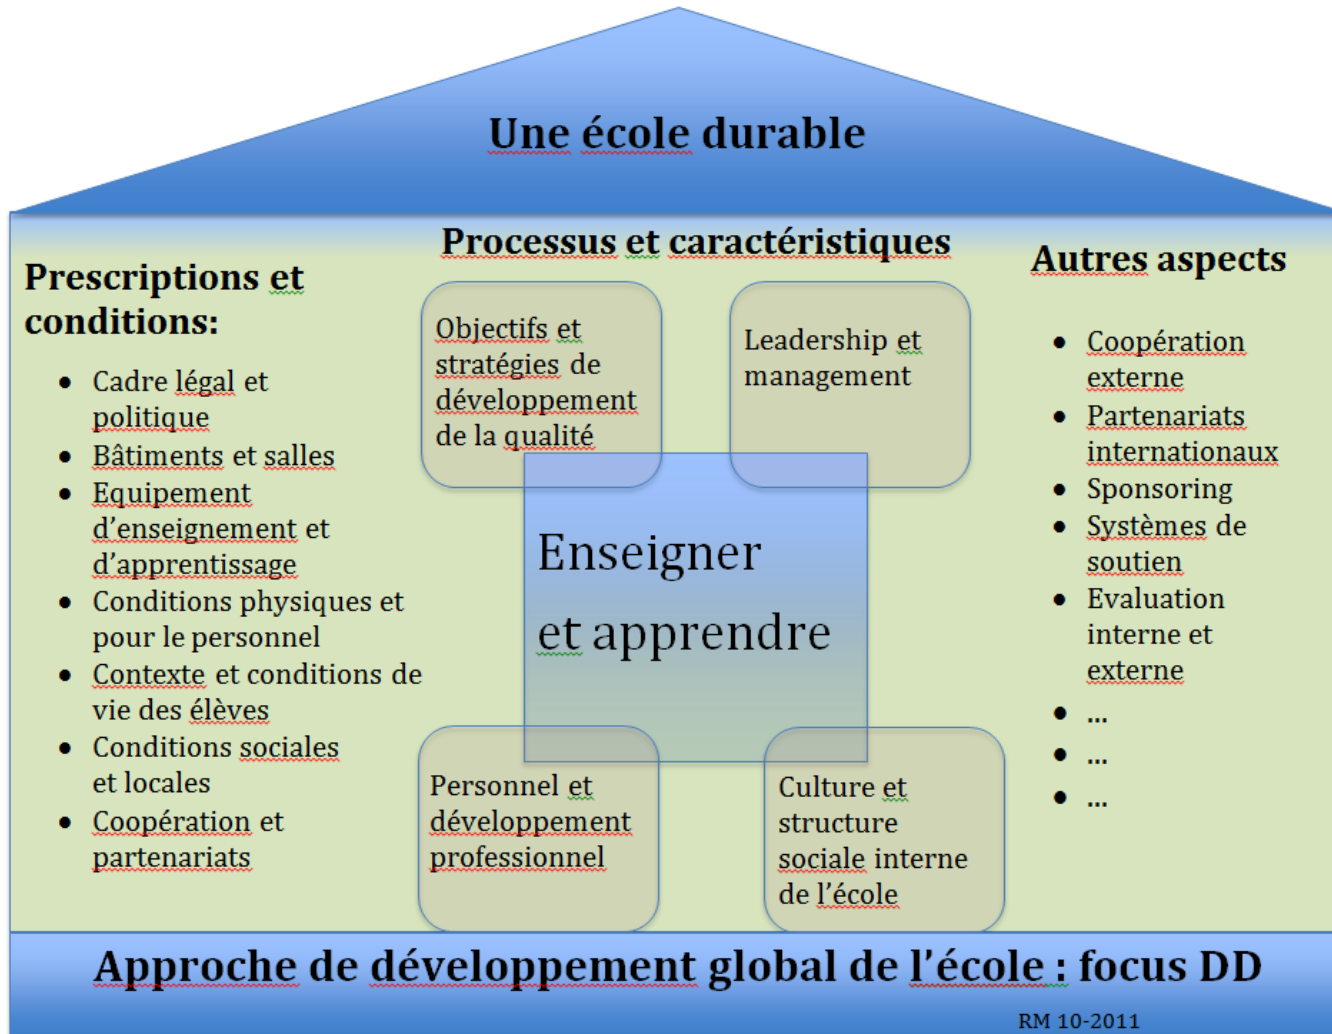 Une école durable
Processus et caractéristiques
Prescriptions et
conditions:
• Cadre légal et
politique
• Bâtiments et salles
• Equipement
d’enseignement et
d’apprentissage
• Conditions physiques et
pour le personnel
• Contexte et conditions de
vie des élèves
• Conditions sociales
et locales
• Coopération et
partenariats
Objectifs et
stratégies de
développement
de la qualité
Leadership et
management
Enseigner
et apprendre
Personnel et
développement
professionnel
Culture et
structure
sociale interne
de l’école
Autres aspects
• Coopération
externe
• Partenariats
internationaux
• Sponsoring
• Systèmes de
soutien
• Evaluation
interne et
externe
• ...
• ...
• ...
Approche de développement global de l’école : focus DD
RM 10-2011